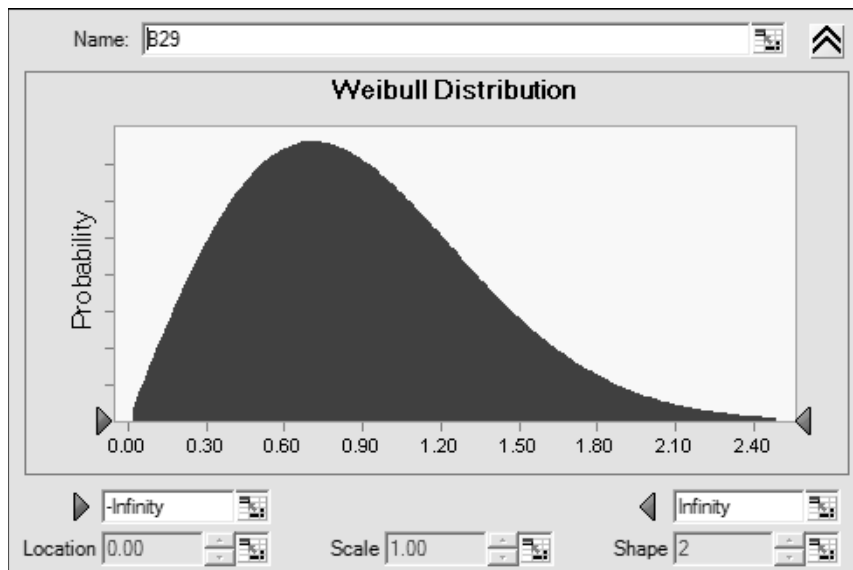 Name: B29
Weibull Distribution
Probability
0.00 0.30 0.60 0.90 1.20 1.50 1.80 2.10 2.40
-Infinity Infinity
Location 0.00 Scale 1.00 Shape 2